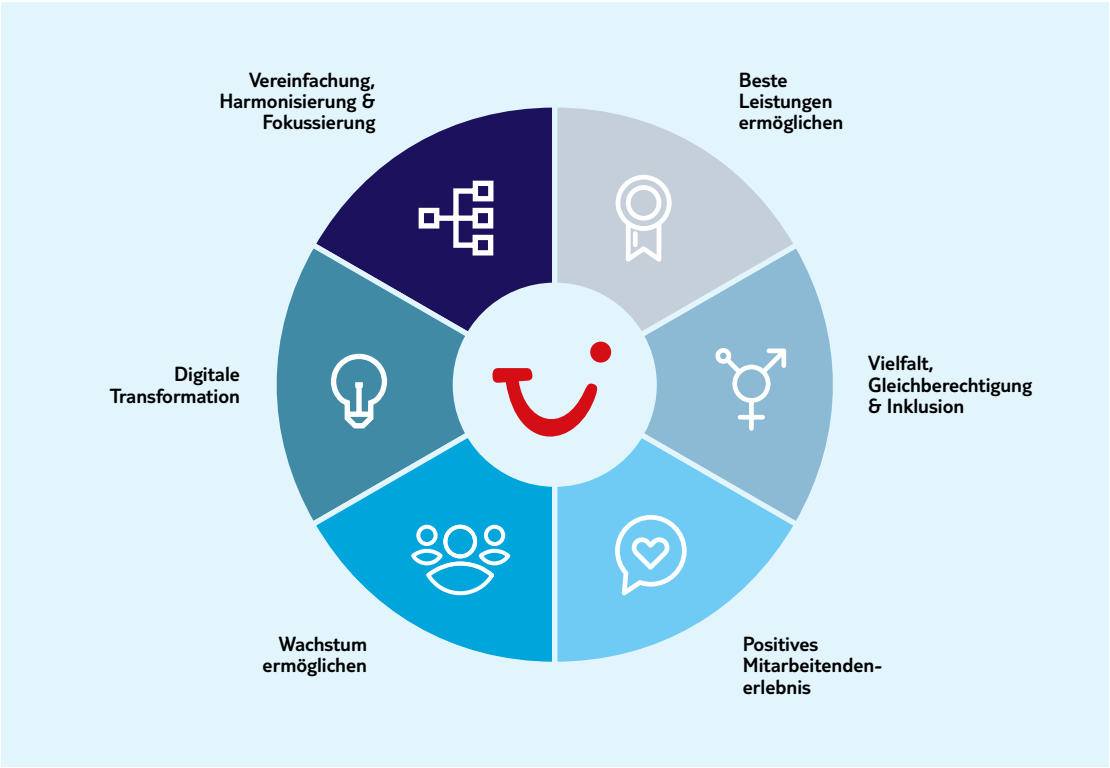 Vereinfachung,
Harmonisierung &
Fokussierung
Beste
Leistungen
ermöglichen
Digitale
Transformation
Vielfalt,
Gleichberechtigung
& Inklusion
Wachstum
ermöglichen
Positives
Mitarbeitenden-
erlebnis